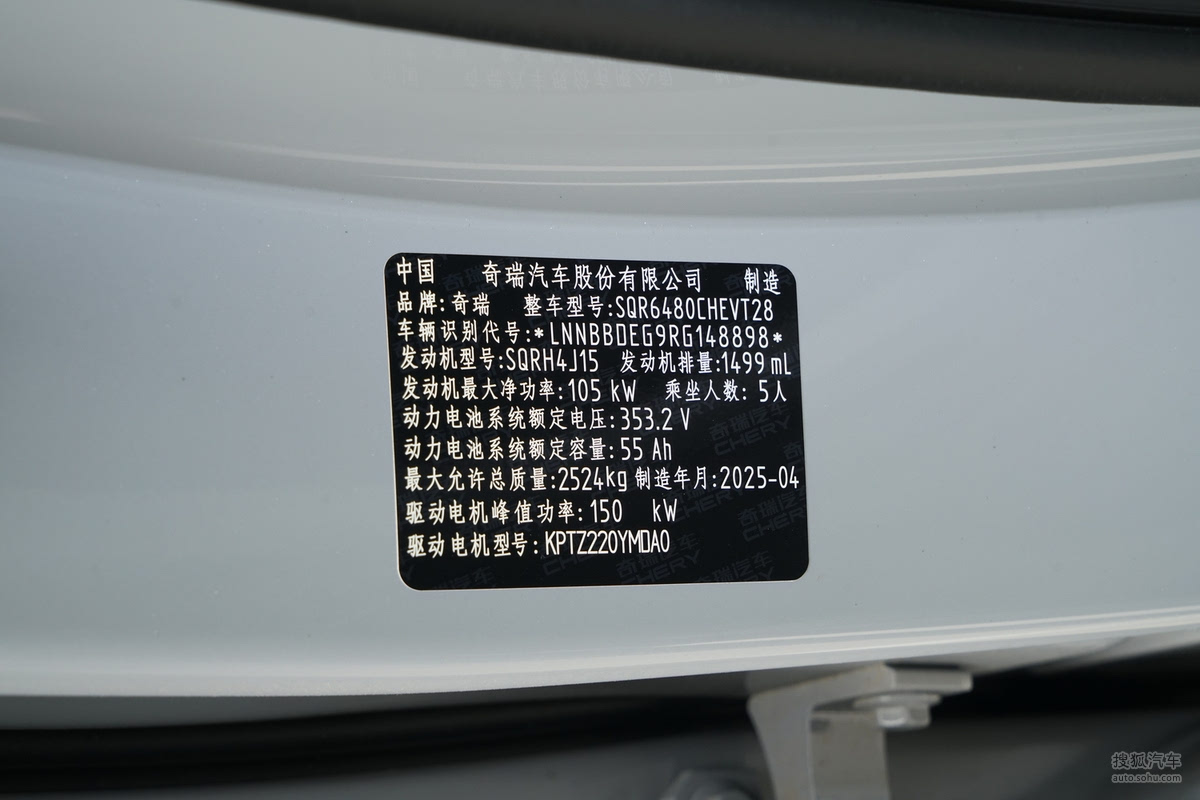 中国 奇瑞汽车股份有限公司 制造
品牌:奇瑞 整车型号:SQR6480CHEVT28
车辆识别代号:*LNNBBDEG9RG148898*
发动机型号:SQRH4J15 发动机排量:1499 mL
发动机最大净功率:105 kW 乘坐人数: 5人
动力电池系统额定电压:353.2 V
动力电池系统额定容量:55 Ah
最大允许总质量:2524kg 制造年月:2025-04
驱动电机峰值功率:150 kW
驱动电机型号:KPTZ220YMDA0
搜狐汽车
auto.sohu.com